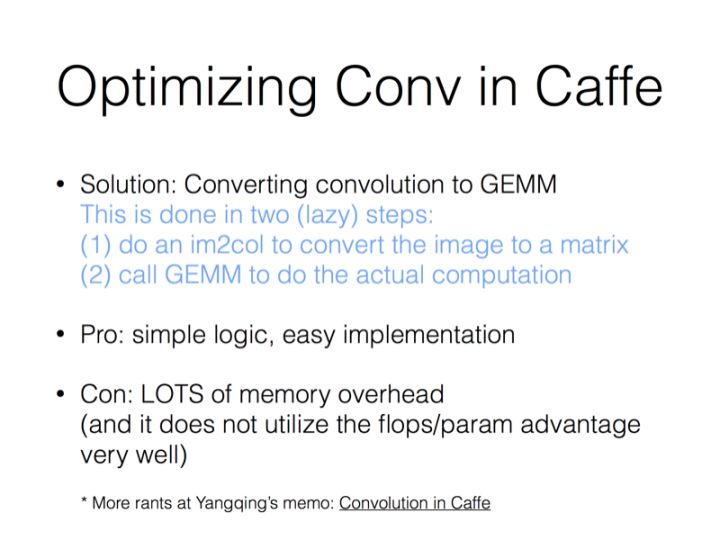 Optimizing Conv in Caffe
• Solution: Converting convolution to GEMM
This is done in two (lazy) steps:
(1) do an im2col to convert the image to a matrix
(2) call GEMM to do the actual computation
• Pro: simple logic, easy implementation
• Con: LOTS of memory overhead
(and it does not utilize the flops/param advantage
very well)
* More rants at Yangqing’s memo: Convolution in Caffe